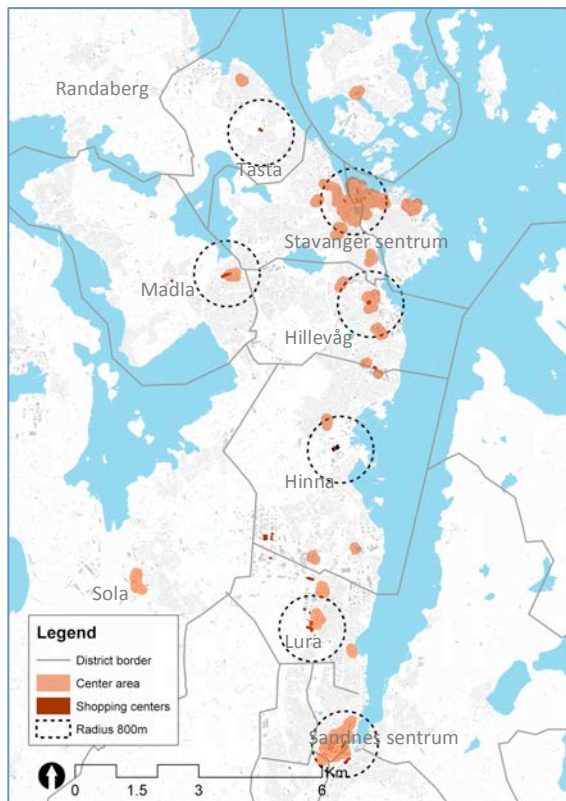 Randaberg
Tasta
Stavanger sentrum
Madla
Hillevåg
Hinna
Sola
Lura
Legend
District border
Center area
Shopping centers
Radius 800m
Sandnes sentrum
Km
0 1.5 3 6